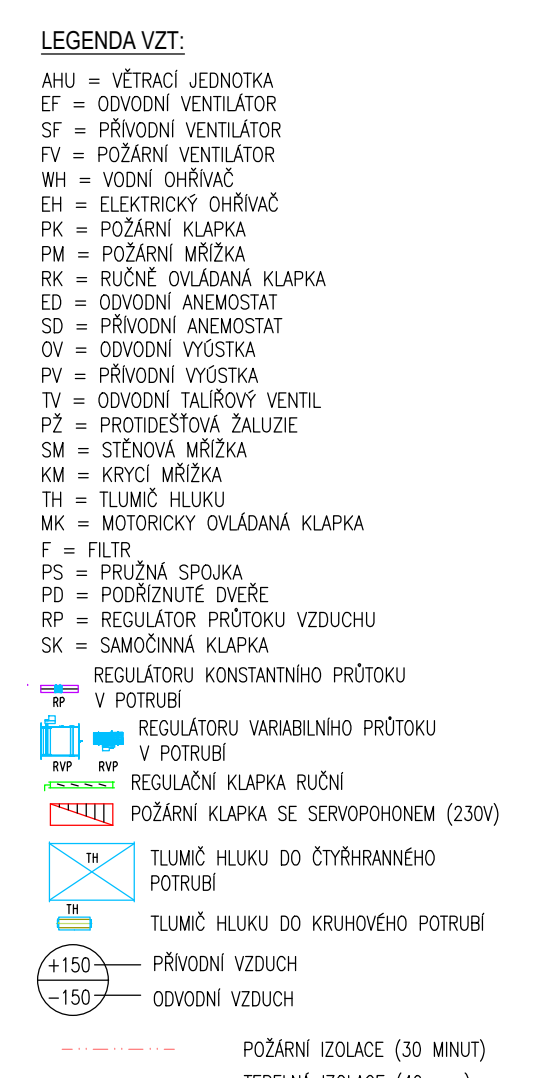 LEGENDA VZT:
AHU = VĚTRACÍ JEDNOTKA
EF = ODVODNÍ VENTILÁTOR
SF = PŘÍVODNÍ VENTILÁTOR
FV = POŽÁRNÍ VENTILÁTOR
WH = VODNÍ OHŘÍVAČ
EH = ELEKTRICKÝ OHŘÍVAČ
PK = POŽÁRNÍ KLAPKA
PM = POŽÁRNÍ MŘÍŽKA
RK = RUČNĚ OVLÁDANÁ KLAPKA
ED = ODVODNÍ ANEMOSTAT
SD = PŘÍVODNÍ ANEMOSTAT
OV = ODVODNÍ VYÚSTKA
PV = PŘÍVODNÍ VYÚSTKA
TV = ODVODNÍ TALÍŘOVÝ VENTIL
PŽ = PROTIDEŠŤOVÁ ŽALUZIE
SM = STĚNOVÁ MŘÍŽKA
KM = KRYCÍ MŘÍŽKA
TH = TLUMIČ HLUKU
MK = MOTORICKY OVLÁDANÁ KLAPKA
F = FILTR
PS = PRUŽNÁ SPOJKA
PD = PODŘÍZNUTÉ DVEŘE
RP = REGULÁTOR PRŮTOKU VZDUCHU
SK = SAMOČINNÁ KLAPKA
REGULÁTORU KONSTANTNÍHO PRŮTOKU
RP V POTRUBÍ
REGULÁTORU VARIABILNÍHO PRŮTOKU
V POTRUBÍ
RVP RVP
REGULAČNÍ KLAPKA RUČNÍ
POŽÁRNÍ KLAPKA SE SERVOPOHONEM (230V)
TH TLUMIČ HLUKU DO ČTYŘHRANNÉHO
POTRUBÍ
TH
TLUMIČ HLUKU DO KRUHOVÉHO POTRUBÍ
+150 PŘÍVODNÍ VZDUCH
-150 ODVODNÍ VZDUCH
POŽÁRNÍ IZOLACE (30 MINUT)